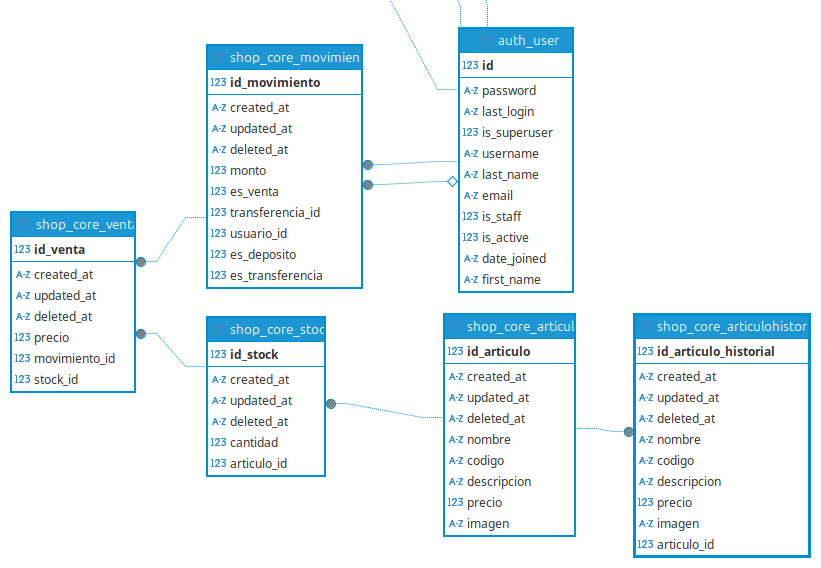 auth_user
123 id
A-Z password
A-Z last_login
123 is_superuser
A-Z username
A-Z last_name
A-Z email
123 is_staff
123 is_active
A-Z date_joined
A-Z first_name
shop_core_movimien
123 id_movimiento
A-Z created_at
A-Z updated_at
A-Z deleted_at
123 monto
123 es_venta
123 transferencia_id
123 usuario_id
123 es_deposito
123 es_transferencia
shop_core_venta
123 id_venta
A-Z created_at
A-Z updated_at
A-Z deleted_at
123 precio
123 movimiento_id
123 stock_id
shop_core_stoc
123 id_stock
A-Z created_at
A-Z updated_at
A-Z deleted_at
123 cantidad
123 articulo_id
shop_core_articul
123 id_articulo
A-Z created_at
A-Z updated_at
A-Z deleted_at
A-Z nombre
A-Z codigo
A-Z descripcion
123 precio
A-Z imagen
shop_core_articulohistor
123 id_articulo_historial
A-Z created_at
A-Z updated_at
A-Z deleted_at
A-Z nombre
A-Z codigo
A-Z descripcion
123 precio
A-Z imagen
123 articulo_id